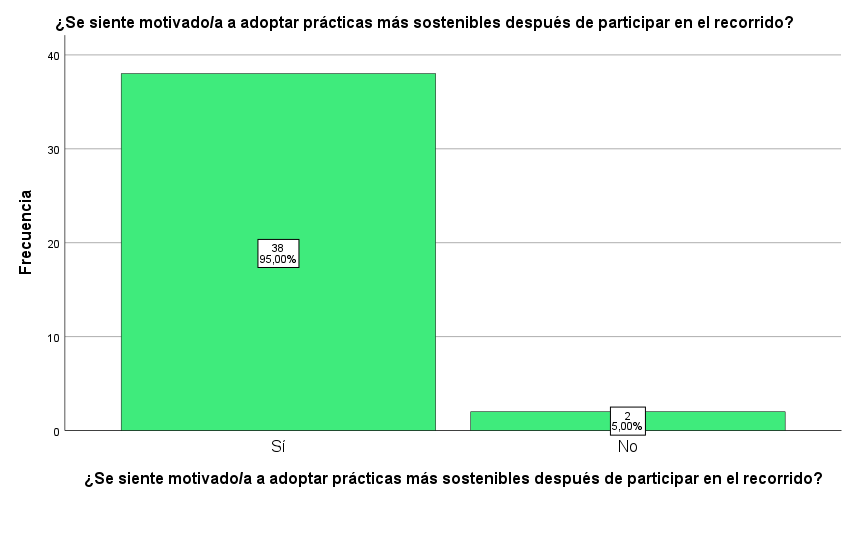 ¿Se siente motivado/a a adoptar prácticas más sostenibles después de participar en el recorrido?
40
30
20
10
0
Frecuencia
38
95,00%
2
5,00%
Sí
No
¿Se siente motivado/a a adoptar prácticas más sostenibles después de participar en el recorrido?